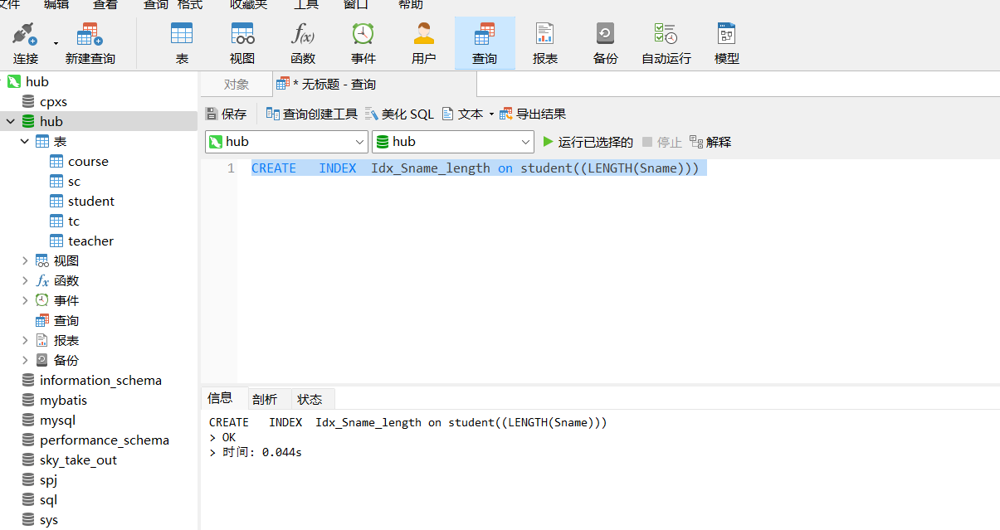 文件 编辑 查看 查询 格式 收藏夹 工具 窗口 帮助
连接 新建查询 表 视图 函数 事件 用户 查询 报表 备份 自动运行 模型
hub
cpxs
hub
表
course
sc
student
tc
teacher
视图
函数
事件
查询
报表
备份
information_schema
mybatis
mysql
performance_schema
sky_take_out
spj
sql
sys
对象 * 无标题 - 查询
保存 查询创建工具 美化 SQL 文本 导出结果
hub hub 运行已选择的 停止 解释
1 CREATE   INDEX  Idx_Sname_length on student((LENGTH(Sname)))
信息 剖析 状态
CREATE   INDEX  Idx_Sname_length on student((LENGTH(Sname)))
> OK
> 时间: 0.044s